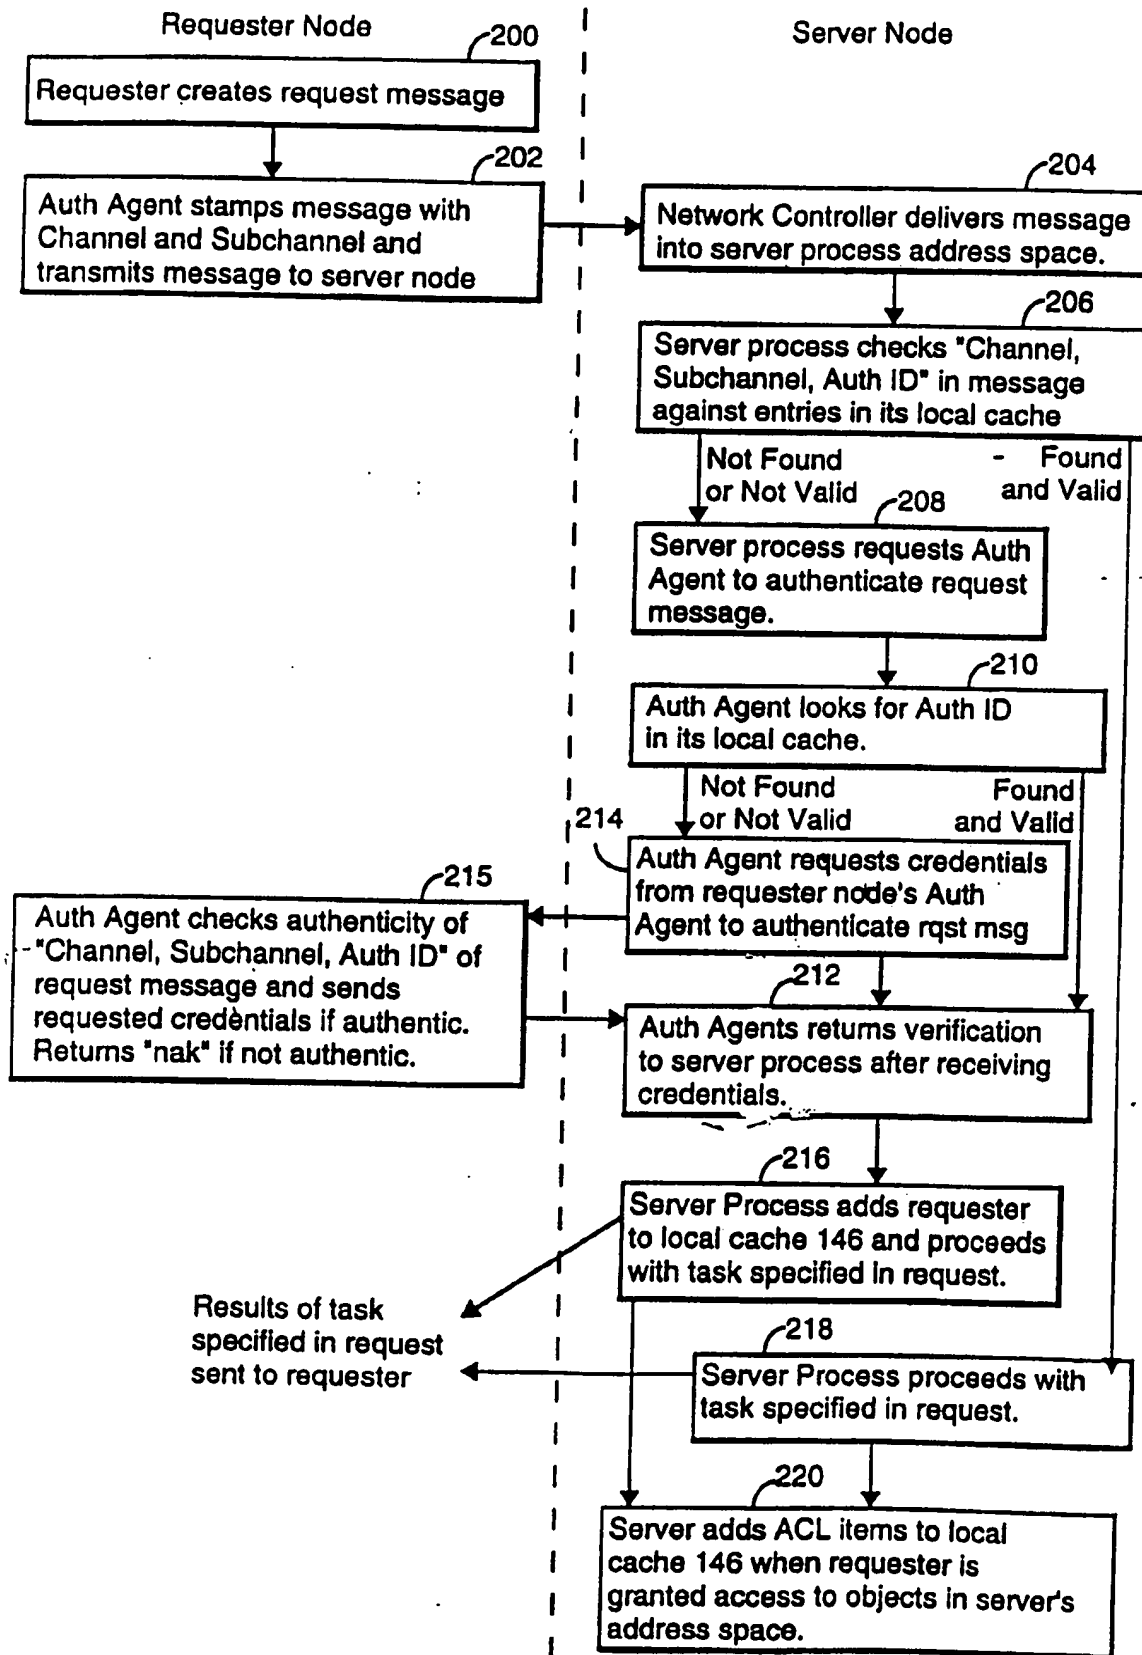 Requester Node
Server Node
200
Requester creates request message
202
Auth Agent stamps message with
Channel and Subchannel and
transmits message to server node
204
Network Controller delivers message
into server process address space.
206
Server process checks "Channel,
Subchannel, Auth ID" in message
against entries in its local cache
Not Found
or Not Valid
Found
and Valid
208
Server process requests Auth
Agent to authenticate request
message.
210
Auth Agent looks for Auth ID
in its local cache.
Not Found
or Not Valid
Found
and Valid
214
Auth Agent requests credentials
from requester node's Auth
Agent to authenticate rqst msg
215
Auth Agent checks authenticity of
"Channel, Subchannel, Auth ID" of
request message and sends
requested credentials if authentic.
Returns "nak" if not authentic.
212
Auth Agents returns verification
to server process after receiving
credentials.
216
Server Process adds requester
to local cache 146 and proceeds
with task specified in request.
Results of task
specified in request
sent to requester
218
Server Process proceeds with
task specified in request.
220
Server adds ACL items to local
cache 146 when requester is
granted access to objects in server's
address space.